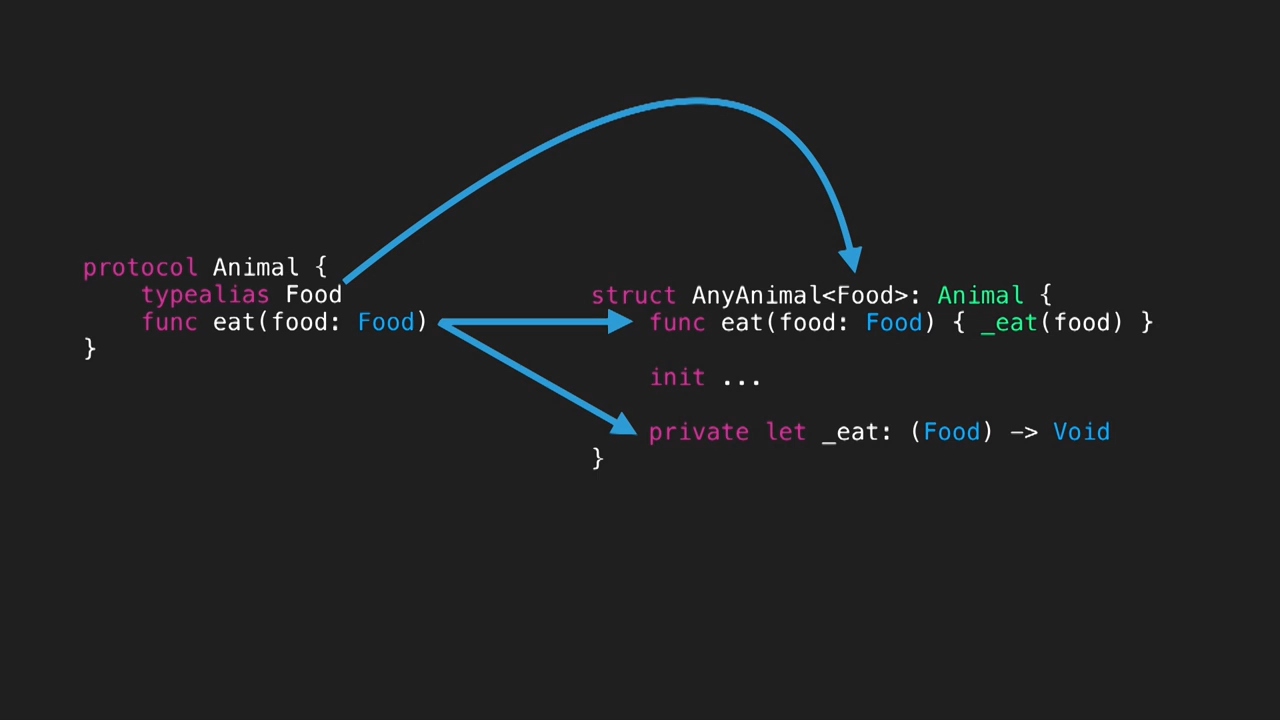 protocol Animal {
    typealias Food
    func eat(food: Food)
}
struct AnyAnimal<Food>: Animal {
    func eat(food: Food) { _eat(food) }
    init ...
    private let _eat: (Food) -> Void
}